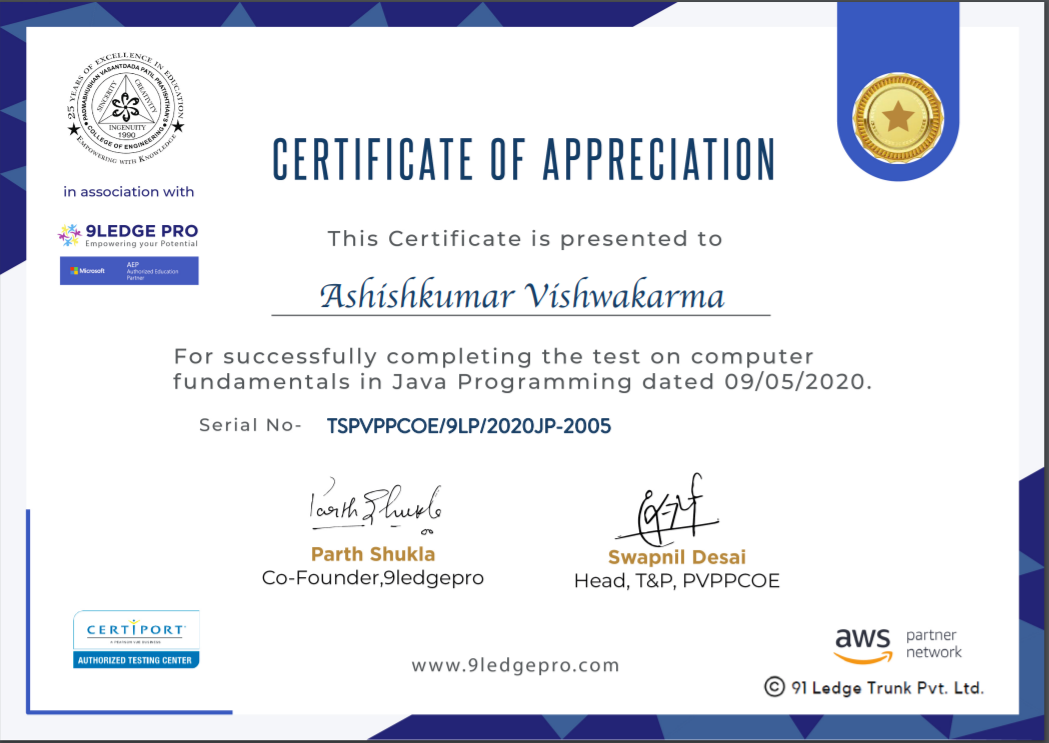 25 YEARS OF EXCELLENCE IN EDUCATION
PADMABHUSHAN VASANTDADA PATIL PRATISHTHAN'S
COLLEGE OF ENGINEERING
SINCERITY
CREATIVITY
INGENUITY
1990
EMPOWERING WITH KNOWLEDGE
in association with
9LEDGE PRO
Empowering your Potential
Microsoft
AEP
Authorized Education
Partner
CERTIFICATE OF APPRECIATION
This Certificate is presented to
Ashishkumar Vishwakarma
For successfully completing the test on computer
fundamentals in Java Programming dated 09/05/2020.
Serial No- TSPVPPCOE/9LP/2020JP-2005
Parth Shukla
Parth Shukla
Co-Founder,9ledgepro
Swapnil Desai
Head, T&P, PVPPCOE
CERTIPORT
A PEARSON VUE BUSINESS
AUTHORIZED TESTING CENTER
www.9ledgepro.com
aws partner
network
© 91 Ledge Trunk Pvt. Ltd.